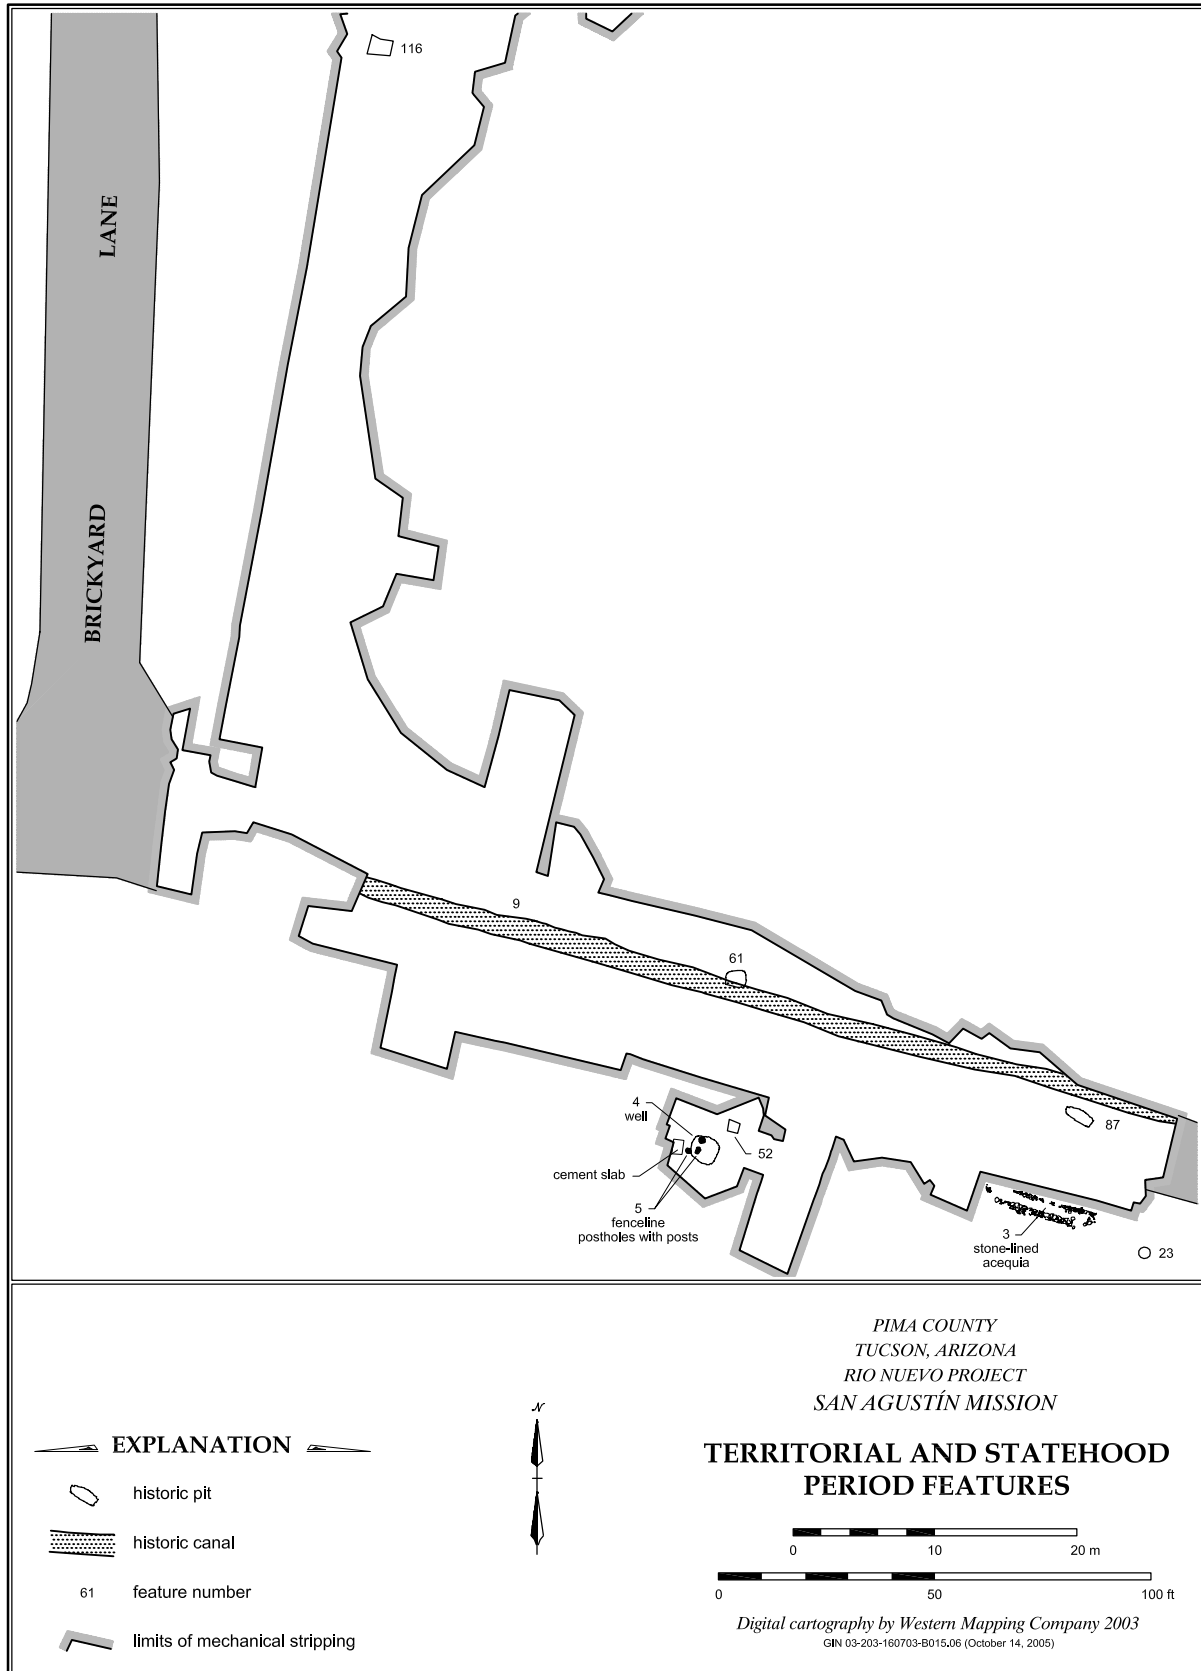 116
LANE
BRICKYARD
9
61
87
4
well
52
cement slab
5
fenceline
postholes with posts
3
stone-lined
acequia
23
EXPLANATION
historic pit
historic canal
61 feature number
limits of mechanical stripping
N
PIMA COUNTY
TUCSON, ARIZONA
RIO NUEVO PROJECT
SAN AGUSTÍN MISSION
TERRITORIAL AND STATEHOOD
PERIOD FEATURES
0 10 20 m
0 50 100 ft
Digital cartography by Western Mapping Company 2003
GIN 03-203-160703-B015.06 (October 14, 2005)